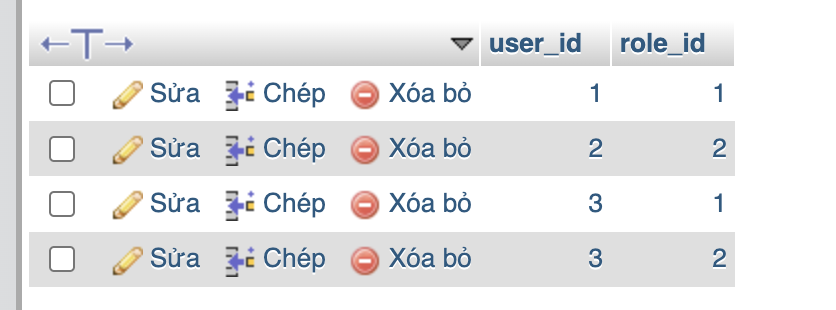 ←T→ user_id role_id
Sửa Chép Xóa bỏ 1 1
Sửa Chép Xóa bỏ 2 2
Sửa Chép Xóa bỏ 3 1
Sửa Chép Xóa bỏ 3 2